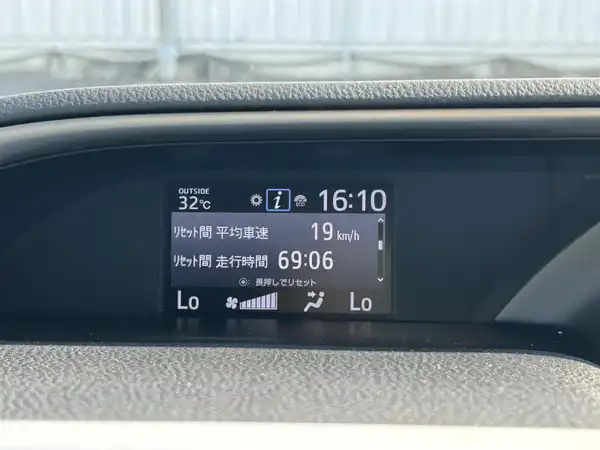 OUTSIDE
32℃
i
ECO
16:10
ﾘｾｯﾄ間 平均車速 19 km/h
ﾘｾｯﾄ間 走行時間 69:06
⦿: 長押しでリセット
Lo
Lo